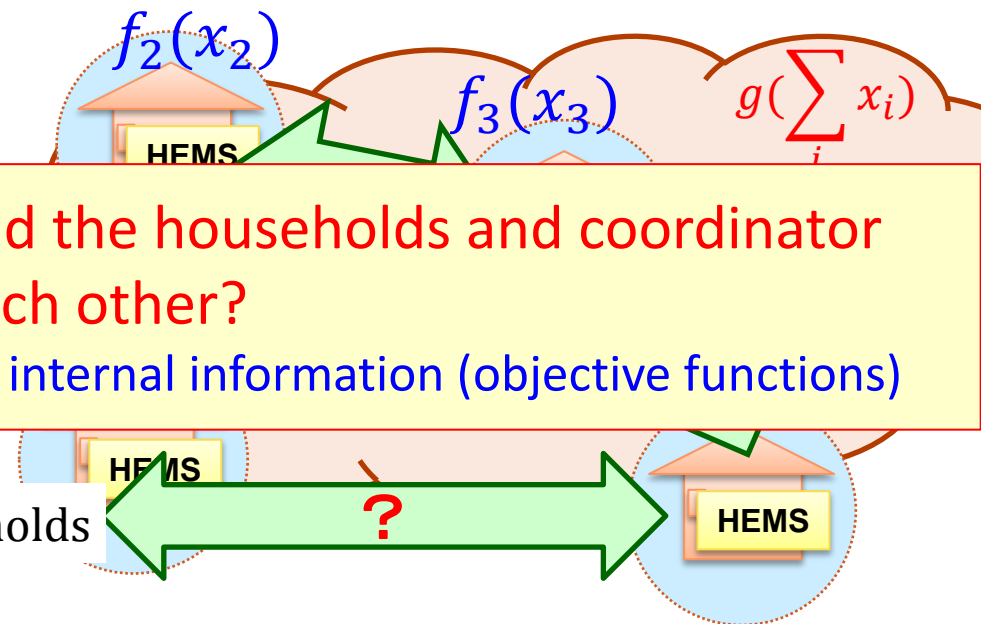 f₂(x₂)
f₃(x₃)
g(∑ xᵢ)
i
HEMS
d the households and coordinator
ch other?
internal information (objective functions)
HEMS
olds
?
HEMS